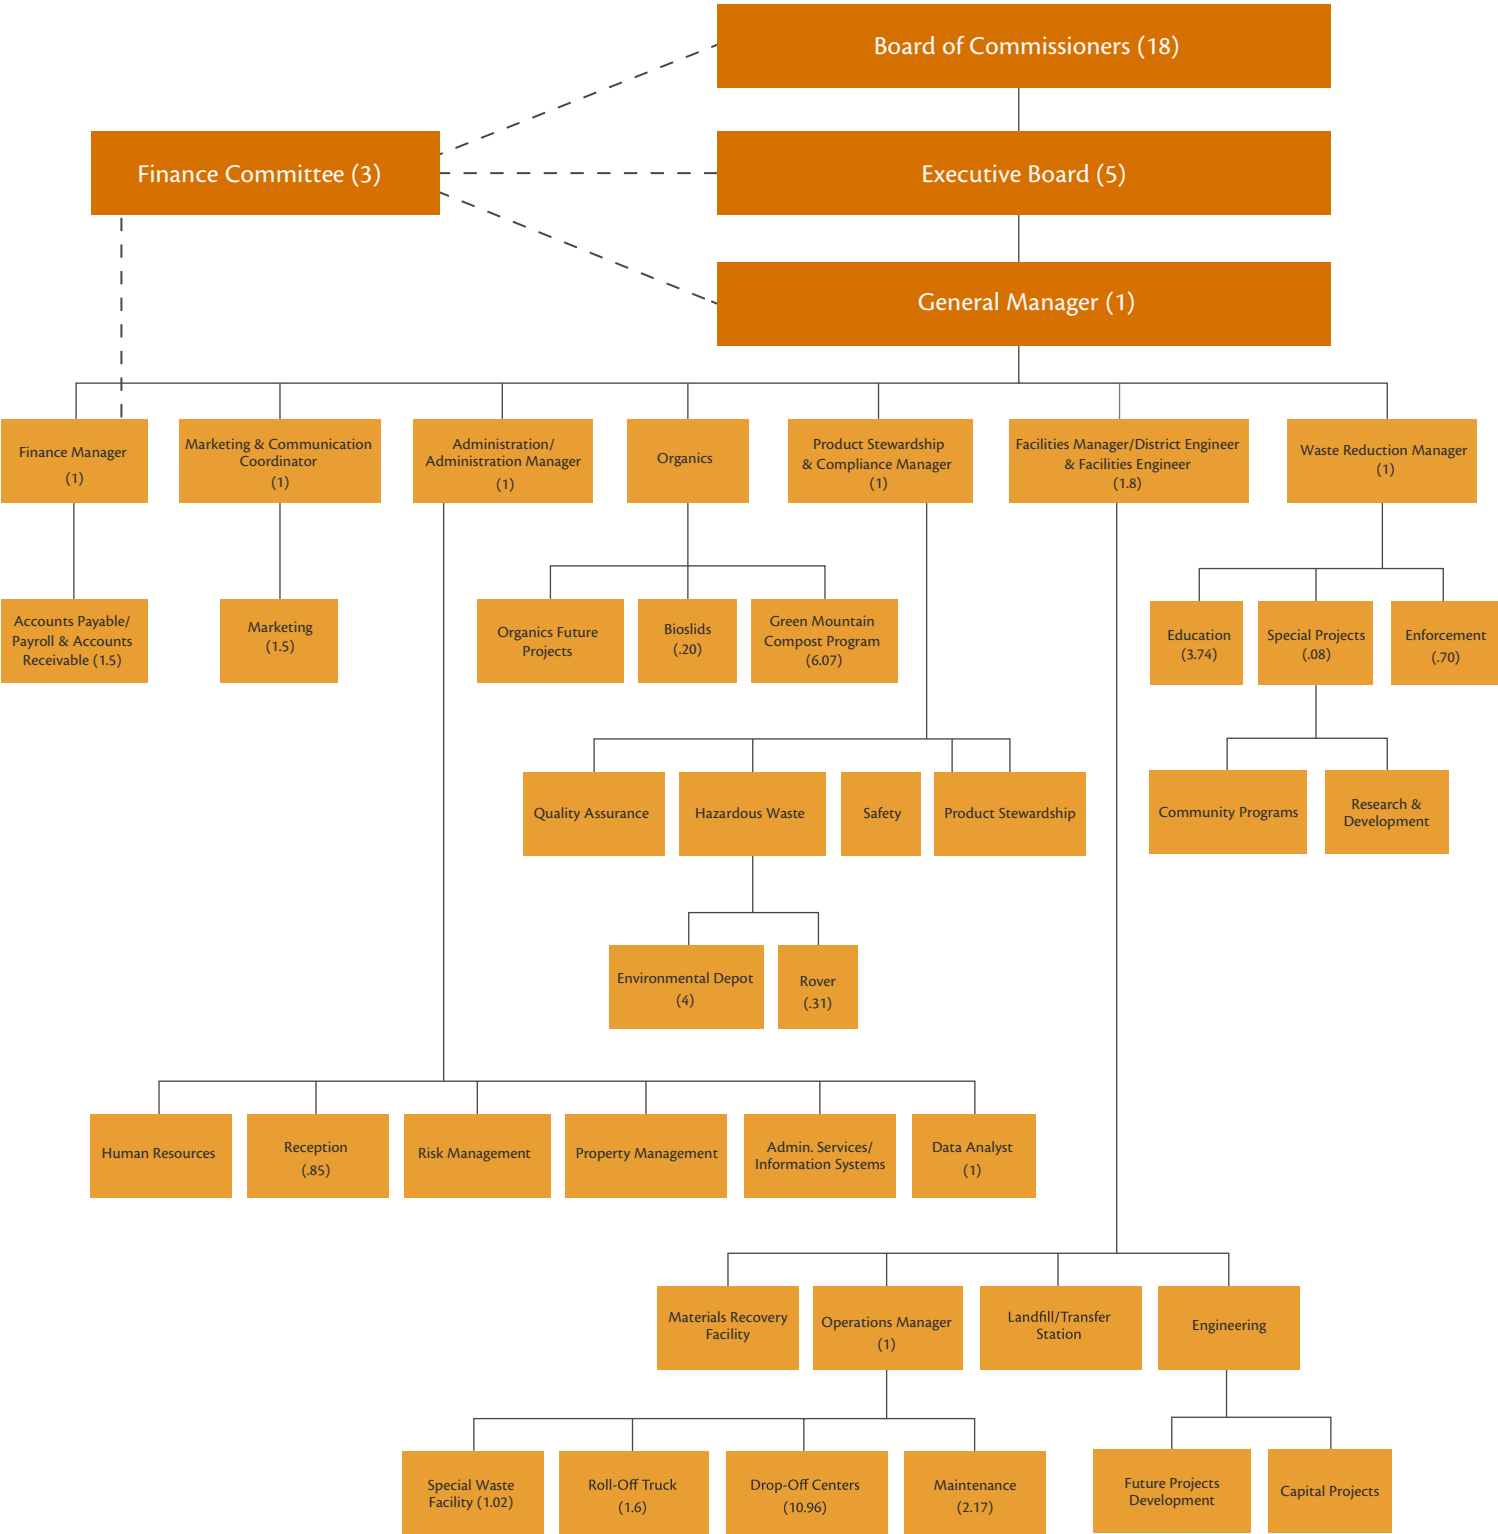 Board of Commissioners (18)
Finance Committee (3)
Executive Board (5)
General Manager (1)
Finance Manager
(1)
Marketing & Communication
Coordinator
(1)
Administration/
Administration Manager
(1)
Organics
Product Stewardship
& Compliance Manager
(1)
Facilities Manager/District Engineer
& Facilities Engineer
(1.8)
Waste Reduction Manager
(1)
Accounts Payable/
Payroll & Accounts
Receivable (1.5)
Marketing
(1.5)
Organics Future
Projects
Bioslids
(.20)
Green Mountain
Compost Program
(6.07)
Education
(3.74)
Special Projects
(.08)
Enforcement
(.70)
Quality Assurance
Hazardous Waste
Safety
Product Stewardship
Community Programs
Research &
Development
Environmental Depot
(4)
Rover
(.31)
Human Resources
Reception
(.85)
Risk Management
Property Management
Admin. Services/
Information Systems
Data Analyst
(1)
Materials Recovery
Facility
Operations Manager
(1)
Landfill/Transfer
Station
Engineering
Special Waste
Facility (1.02)
Roll-Off Truck
(1.6)
Drop-Off Centers
(10.96)
Maintenance
(2.17)
Future Projects
Development
Capital Projects